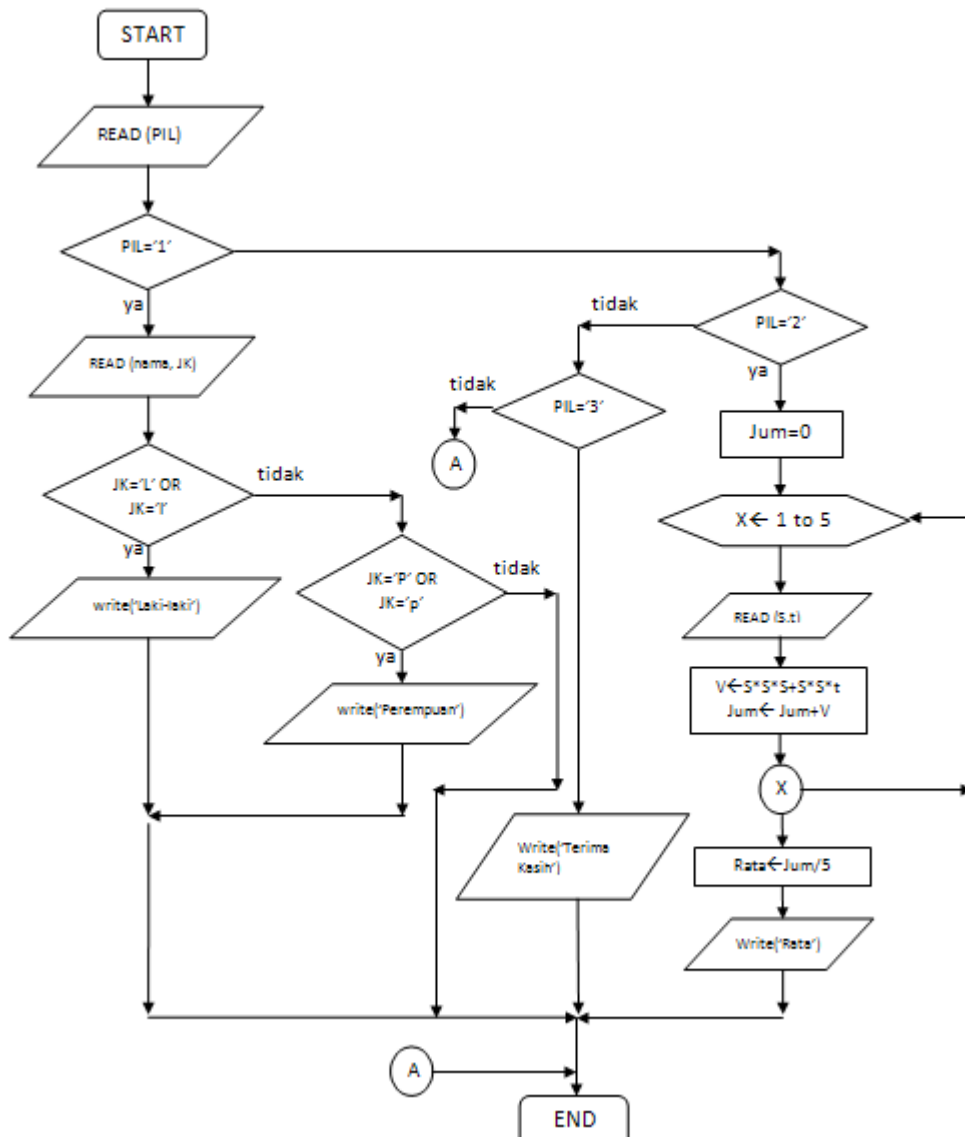 START
READ (PIL)
PIL='1'
ya
tidak
PIL='2'
READ (nama, JK)
tidak
PIL='3'
ya
Jum=0
A
JK='L' OR
JK='l'
tidak
ya
X← 1 to 5
JK='P' OR
JK='p'
tidak
write('Laki-laki')
READ (S,t)
ya
write('Perempuan')
V←S*S*S+S*S*t
Jum← Jum+V
X
Write('Terima
Kasih')
Rata←Jum/5
Write('Rata')
A
END